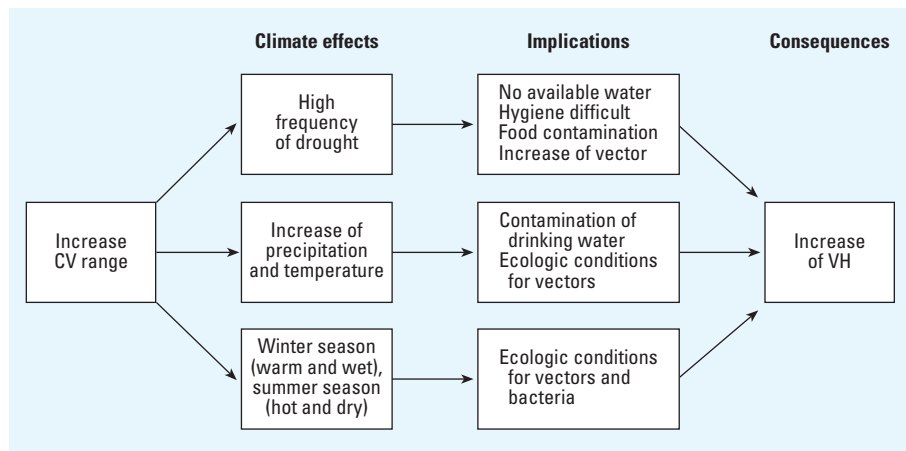 Climate effects
Implications
Consequences
High
frequency
of drought
No available water
Hygiene difficult
Food contamination
Increase of vector
Increase
CV range
Increase of
precipitation
and temperature
Contamination of
drinking water
Ecologic conditions
for vectors
Increase
of VH
Winter season
(warm and wet),
summer season
(hot and dry)
Ecologic conditions
for vectors and
bacteria